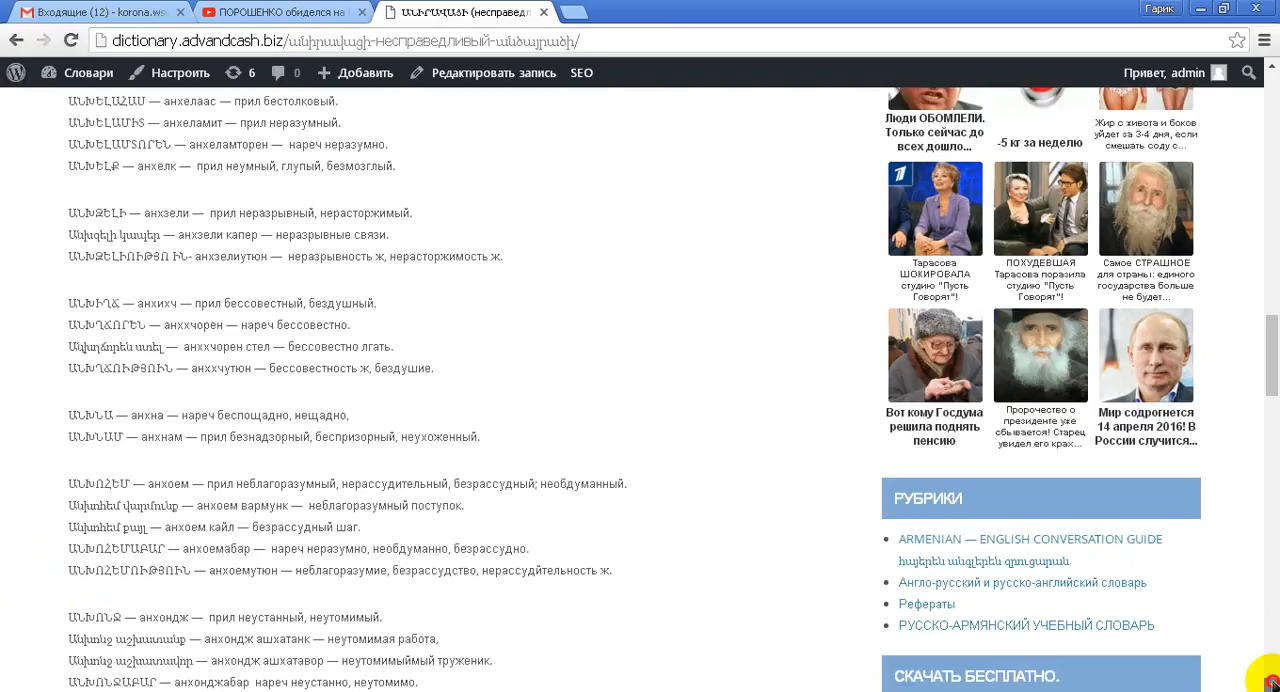 Входящие (12) - korona.ws
ПОРОШЕНКО обиделся на
ԱՆԻՐԱՎԱՑԻ (несправедл
Гарик
dictionary.advandcash.biz/անիրավացի-несправедливый-անծայրածի/
Словари
Настроить
6
Добавить
Редактировать запись
SEO
Привет, admin
ԱՆԽԵԼԱՀԱՍ — анхелаас — прил бестолковый.
ԱՆԽԵԼԱՄԻՏ — анхеламит — прил неразумный.
ԱՆԽԵԼԱՄՏՈՐԵՆ — анхеламторен — нареч неразумно.
ԱՆԽԵԼՔ — анхелк — прил неумный, глупый, безмозглый.
ԱՆԽԶԵԼԻ — анхзели — прил неразрывный, нерасторжимый.
Անխզելի կապեր — анхзели капер — неразрывные связи.
ԱՆԽԶԵԼԻՈՒԹՅՈ ԻՆ- анхзелиутюн — неразрывность ж, нерасторжимость ж.
ԱՆԽԻՂՃ — анхихч — прил бессовестный, бездушный.
ԱՆԽՂՃՈՐԵՆ — анххчорен — нареч бессовестно.
Անխղճորեն ստել — анххчорен стел — бессовестно лгать.
ԱՆԽՂՃՈՒԹՅՈՒՆ — анххчутюн — бессовестность ж, бездушие.
ԱՆԽՆԱ — анхна — нареч беспощадно, нещадно,
ԱՆԽՆԱՄ — анхнам — прил безнадзорный, беспризорный, неухоженный.
ԱՆԽՈՀԵՄ — анхоем — прил неблагоразумный, нерассудительный, безрассудный; необдуманный.
Անխոհեմ վարմունք — анхоем вармунк — неблагоразумный поступок.
Անխոհեմ քայլ — анхоем кайл — безрассудный шаг.
ԱՆԽՈՀԵՄԱԲԱՐ — анхоемабар — нареч неразумно, необдуманно, безрассудно.
ԱՆԽՈՀԵՄՈՒԹՅՈՒՆ — анхоемутюн — неблагоразумие, безрассудство, нерассудйтельность ж.
ԱՆԽՈՆՋ — анхондж — прил неустанный, неутомимый.
Անխոնջ աշխատանք — анхондж ашхатанк — неутомимая работа,
Անխոնջ աշխատավոր — анхондж ашхатавор — неутомимыймый труженик.
ԱՆԽՈՆՋԱԲԱՐ — анхонджабар нареч неустанно, неутомимо.
Люди ОБОМЛЕЛИ.
Только сейчас до
всех дошло...
-5 кг за неделю
Жир с живота и боков
уйдет за 3-4 дня, если
смешать соду с...
Тарасова
ШОКИРОВАЛА
студию "Пусть
Говорят"!
ПОХУДЕВШАЯ
Тарасова поразила
студию "Пусть
Говорят"!
Самое СТРАШНОЕ
для страны: единого
государства больше
не будет...
Вот кому Госдума
решила поднять
пенсию
Пророчество о
президенте уже
сбывается! Старец
увидел его крах...
Мир содрогнется
14 апреля 2016! В
России случится...
РУБРИКИ
ARMENIAN — ENGLISH CONVERSATION GUIDE
հայերեն անգլերեն զրուցարան
Англо-русский и русско-английский словарь
Рефераты
РУССКО-АРМЯНСКИЙ УЧЕБНЫЙ СЛОВАРЬ
СКАЧАТЬ БЕСПЛАТНО.